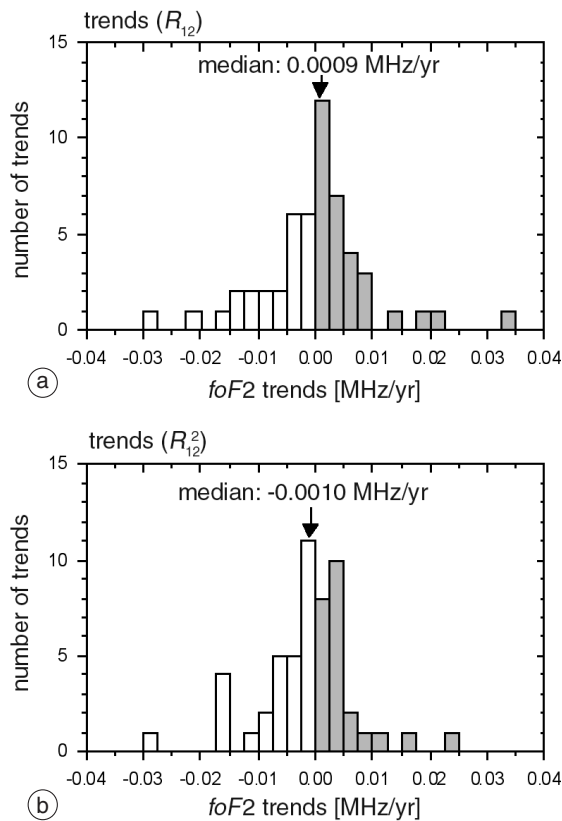 trends (R₁₂)
15
median: 0.0009 MHz/yr
10
number of trends
5
0
-0.04 -0.03 -0.02 -0.01 0.00 0.01 0.02 0.03 0.04
a
foF2 trends [MHz/yr]
trends (R₁₂²)
15
median: -0.0010 MHz/yr
10
number of trends
5
0
-0.04 -0.03 -0.02 -0.01 0.00 0.01 0.02 0.03 0.04
b
foF2 trends [MHz/yr]